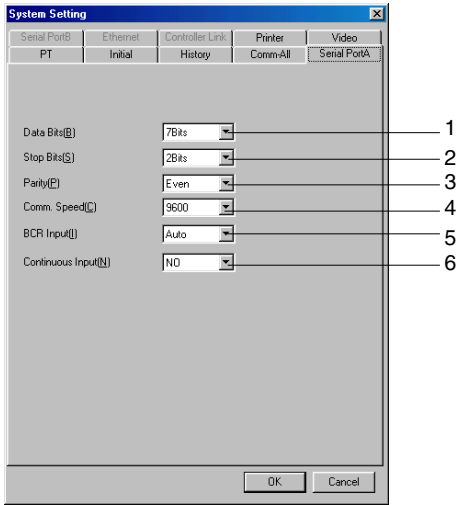 System Setting
Serial PortB Ethernet Controller Link Printer Video
PT Initial History Comm-All Serial PortA
Data Bits(B) 7Bits 1
Stop Bits(S) 2Bits 2
Parity(P) Even 3
Comm. Speed(C) 9600 4
BCR Input(I) Auto 5
Continuous Input(N) NO 6
OK Cancel